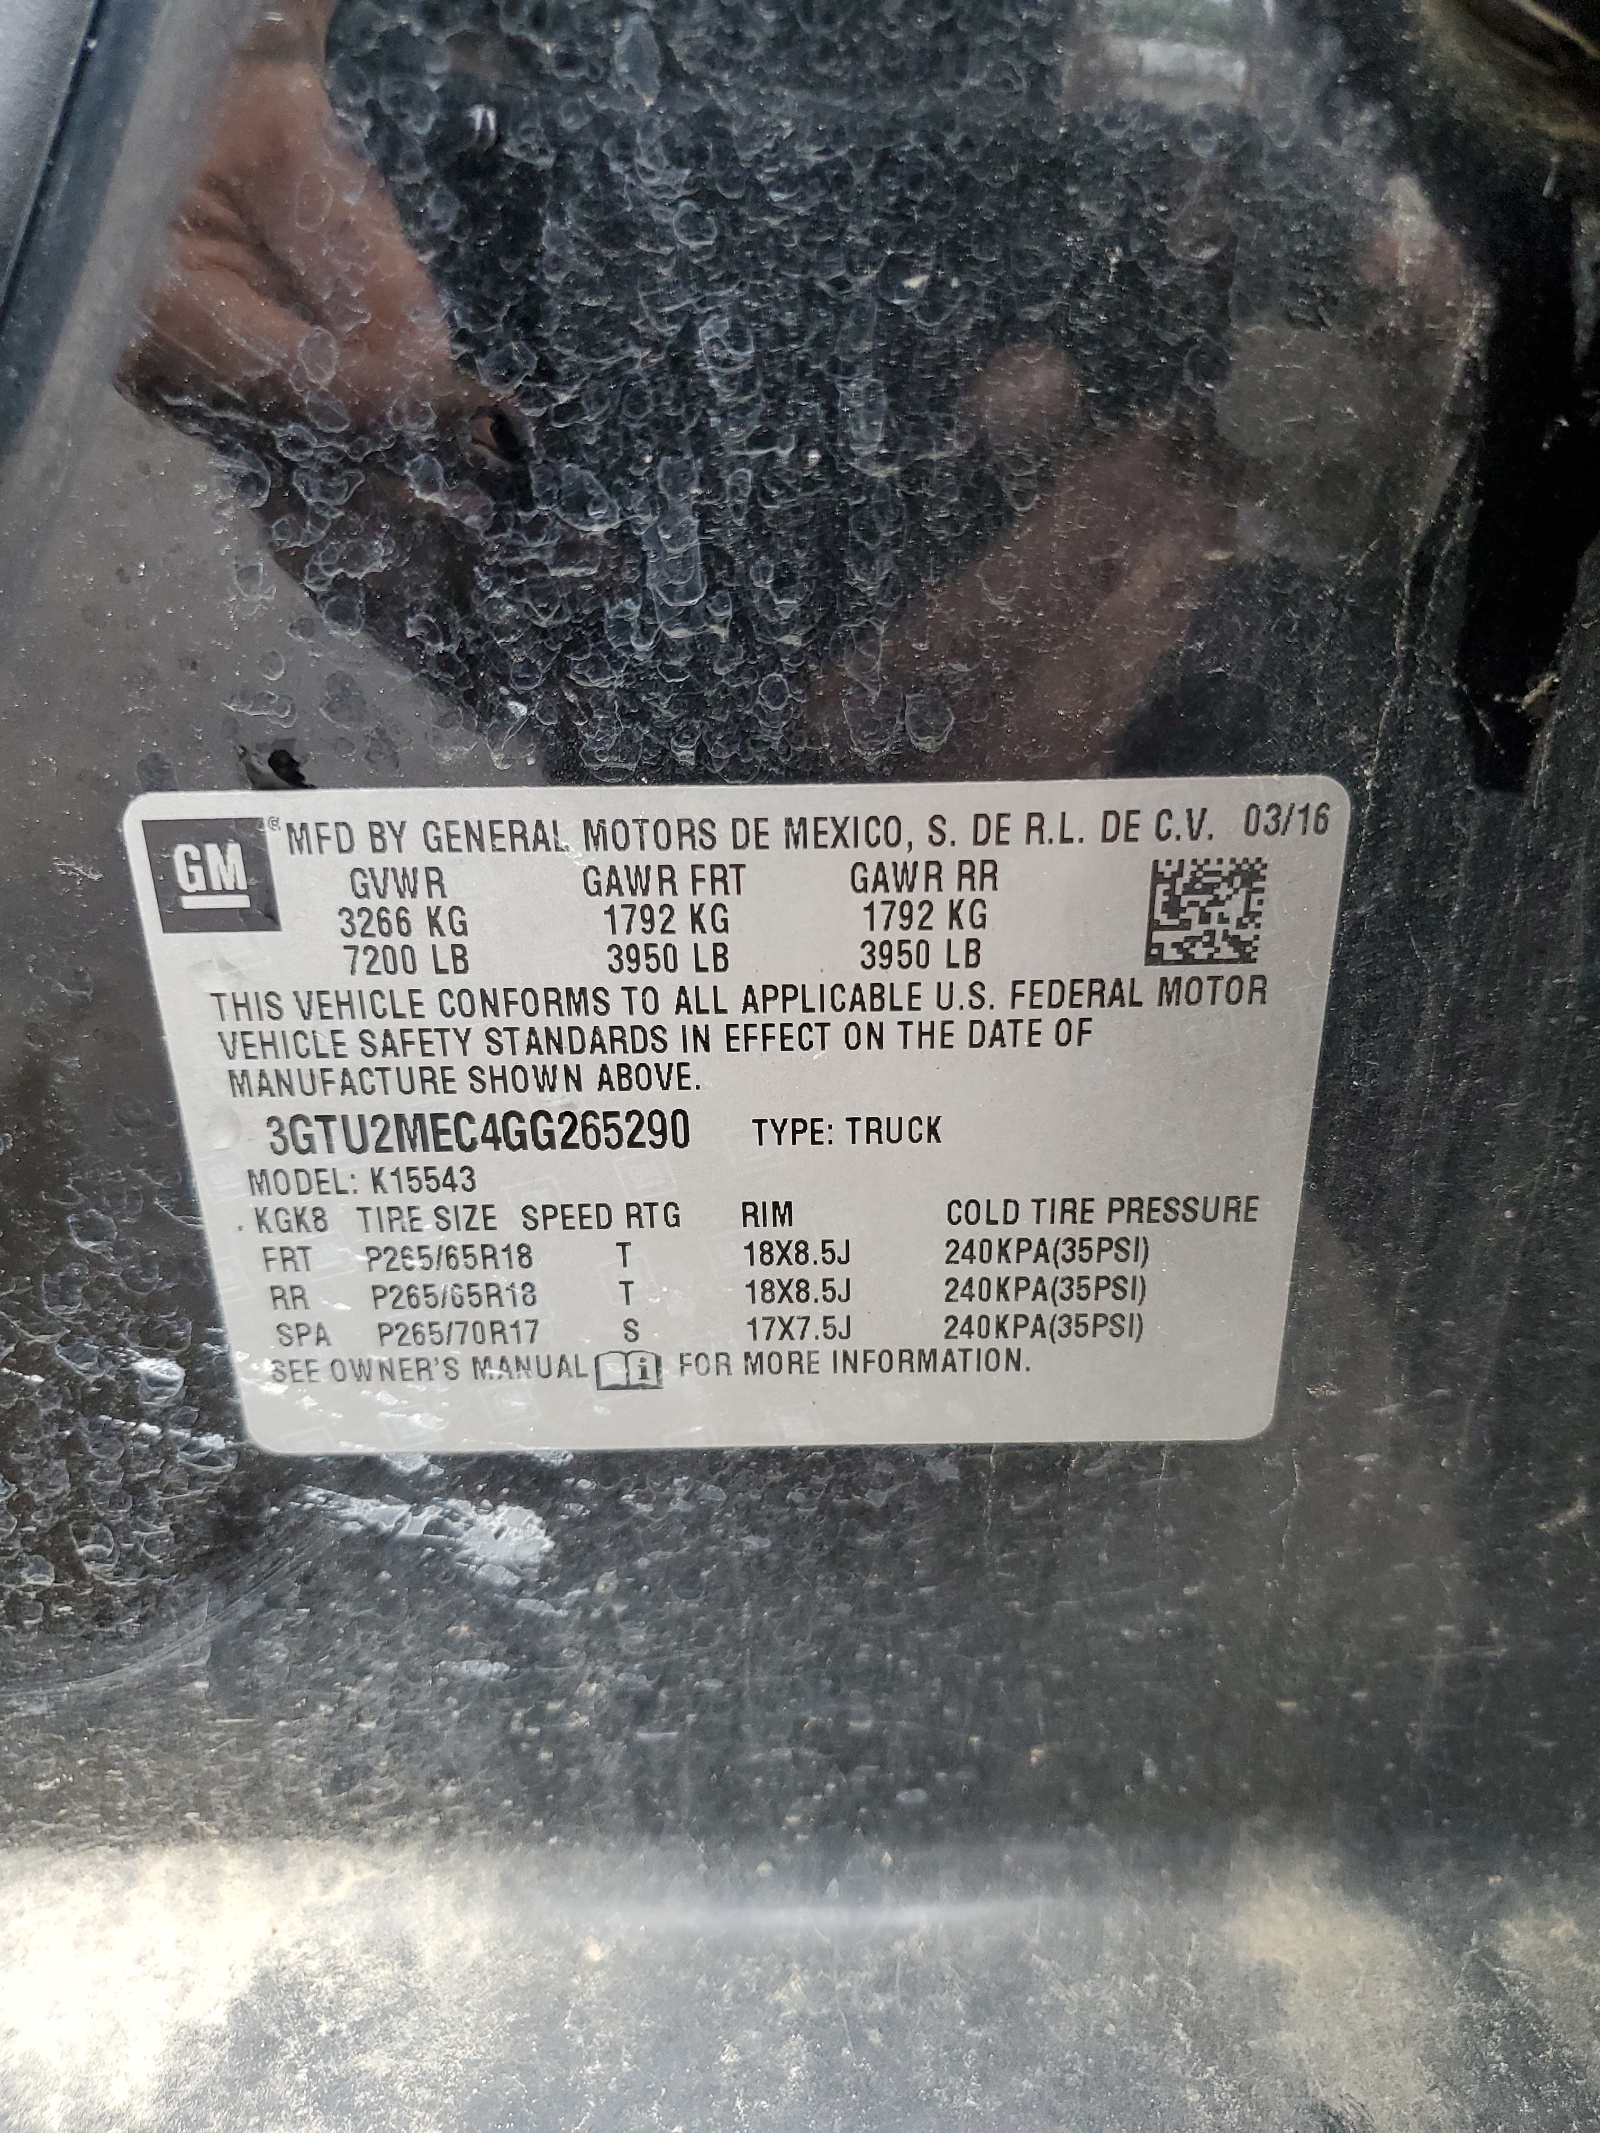 GM ® MFD BY GENERAL MOTORS DE MEXICO, S. DE R.L. DE C.V. 03/16
GVWR GAWR FRT GAWR RR
3266 KG 1792 KG 1792 KG
7200 LB 3950 LB 3950 LB
THIS VEHICLE CONFORMS TO ALL APPLICABLE U.S. FEDERAL MOTOR
VEHICLE SAFETY STANDARDS IN EFFECT ON THE DATE OF
MANUFACTURE SHOWN ABOVE.
3GTU2MEC4GG265290 TYPE: TRUCK
MODEL: K15543
. KGK8 TIRE SIZE SPEED RTG RIM COLD TIRE PRESSURE
FRT P265/65R18 T 18X8.5J 240KPA(35PSI)
RR P265/65R18 T 18X8.5J 240KPA(35PSI)
SPA P265/70R17 S 17X7.5J 240KPA(35PSI)
SEE OWNER'S MANUAL i FOR MORE INFORMATION.